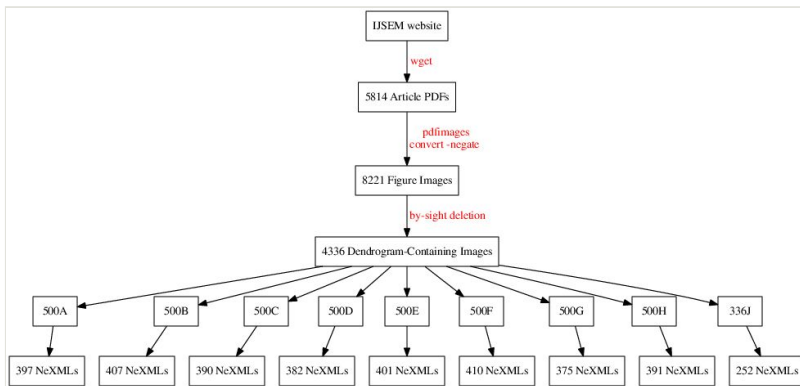 IJSEM website
wget
5814 Article PDFs
pdfimages
convert -negate
8221 Figure Images
by-sight deletion
4336 Dendrogram-Containing Images
500A 500B 500C 500D 500E 500F 500G 500H 336J
397 NeXMLs 407 NeXMLs 390 NeXMLs 382 NeXMLs 401 NeXMLs 410 NeXMLs 375 NeXMLs 391 NeXMLs 252 NeXMLs